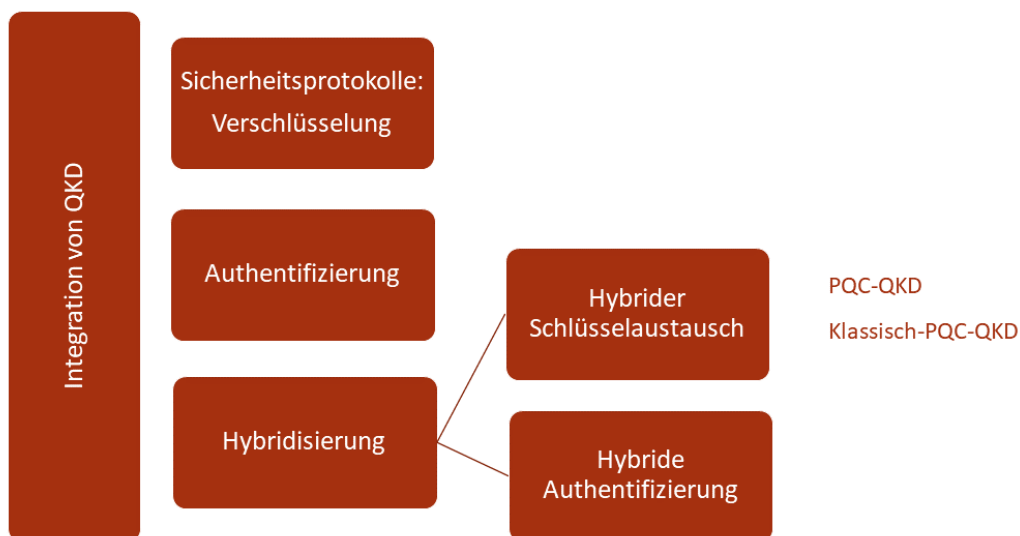 Integration von QKD
Sicherheitsprotokolle:
Verschlüsselung
Authentifizierung
Hybridisierung
Hybrider
Schlüsselaustausch
PQC-QKD
Klassisch-PQC-QKD
Hybride
Authentifizierung